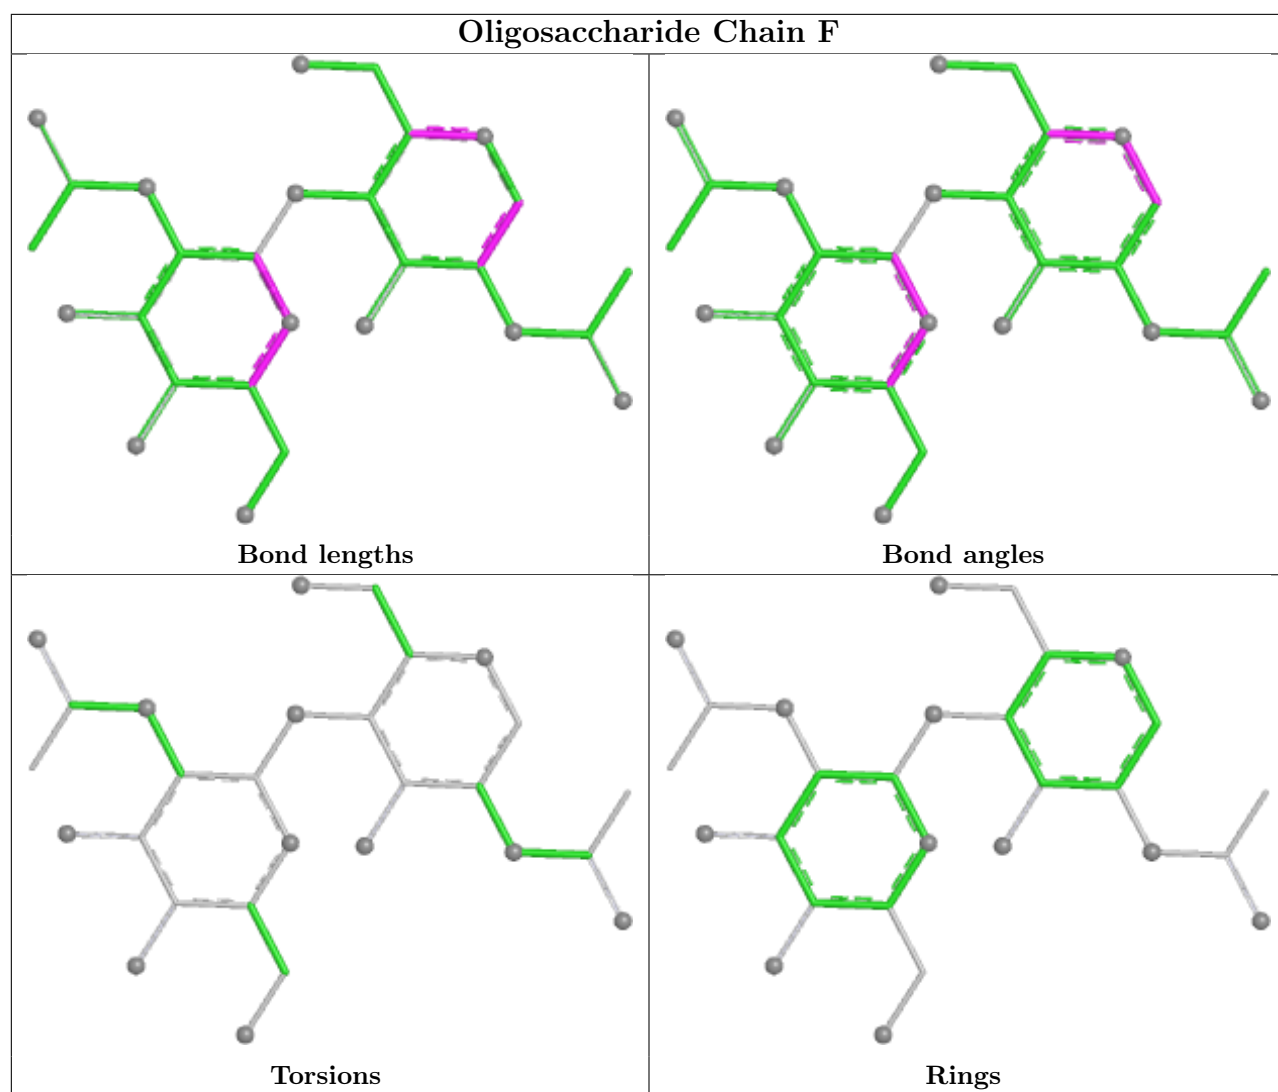 Oligosaccharide Chain F
Bond lengths
Bond angles
Torsions
Rings